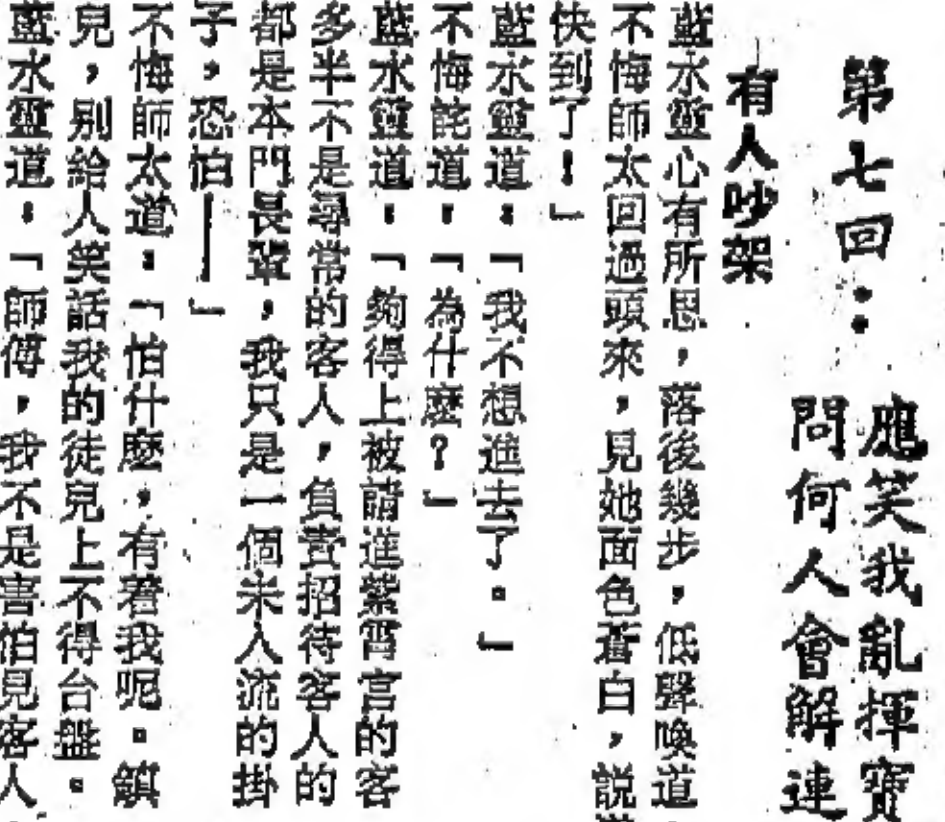 第七回：
應笑我亂揮寶
問何人會解連
有人吵架
藍水靈心有所思，落後幾步，低聲喚道
不悔師太回過頭來，見她面色蒼白，説道
快到了！」
藍水靈道：「我不想進去了。」
不悔詫道：「為什麼？」
藍水靈道：「夠得上被請進紫霄宮的客
多半不是尋常的客人，負責招待客人的
都是本門長輩，我只是一個未入流的掛
子，恐怕——」
不悔師太道：「怕什麼，有着我呢。鎮
兒，别給人笑話我的徒兒上不得台盤。
藍水靈道：「師傅，我不是害怕見客人